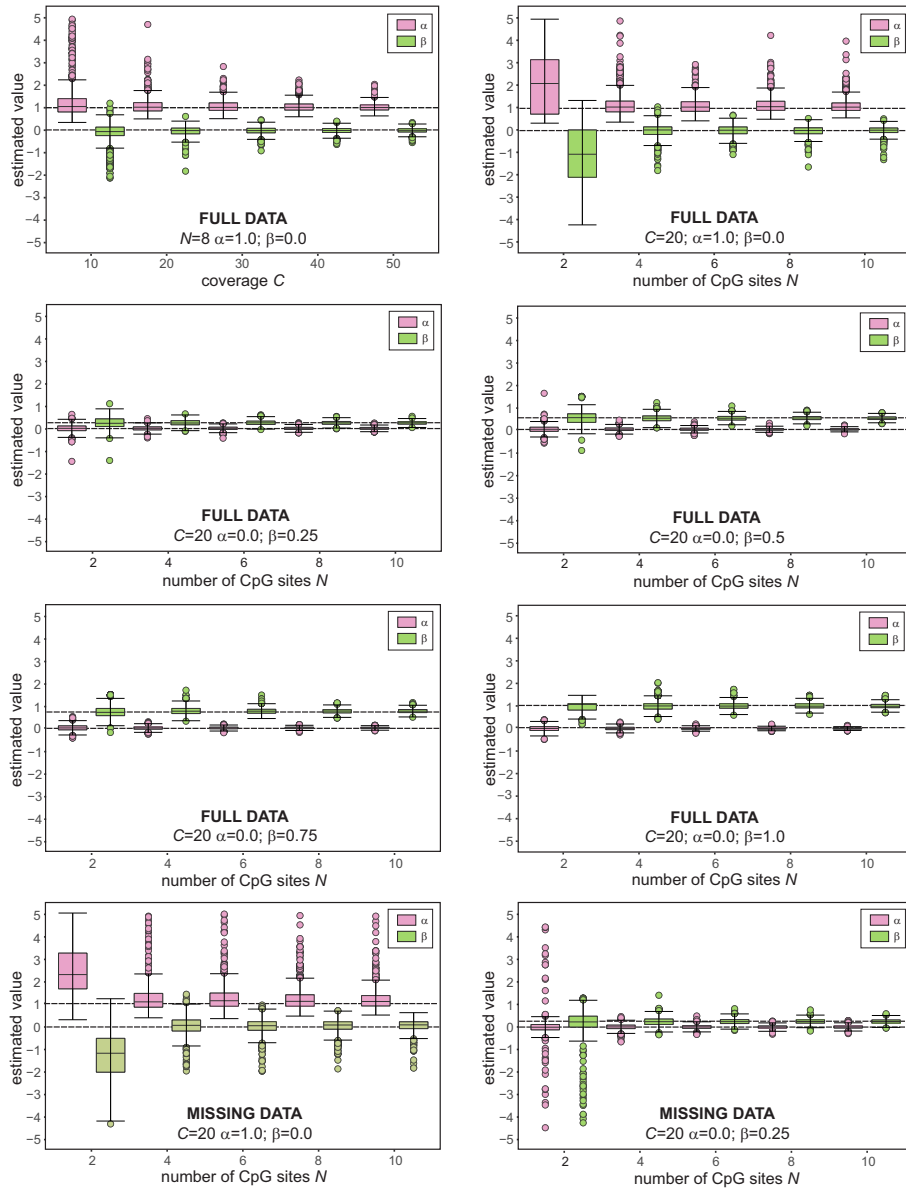 5
4
3
2
1
0
−1
−2
−3
−4
−5
estimated value
α
β
FULL DATA
N=8 α=1.0; β=0.0
10 20 30 40 50
coverage C
5
4
3
2
1
0
−1
−2
−3
−4
−5
estimated value
α
β
FULL DATA
C=20; α=1.0; β=0.0
2 4 6 8 10
number of CpG sites N
5
4
3
2
1
0
−1
−2
−3
−4
−5
estimated value
α
β
FULL DATA
C=20 α=0.0; β=0.25
2 4 6 8 10
number of CpG sites N
5
4
3
2
1
0
−1
−2
−3
−4
−5
estimated value
α
β
FULL DATA
C=20 α=0.0; β=0.5
2 4 6 8 10
number of CpG sites N
5
4
3
2
1
0
−1
−2
−3
−4
−5
estimated value
α
β
FULL DATA
C=20 α=0.0; β=0.75
2 4 6 8 10
number of CpG sites N
5
4
3
2
1
0
−1
−2
−3
−4
−5
estimated value
α
β
FULL DATA
C=20; α=0.0; β=1.0
2 4 6 8 10
number of CpG sites N
5
4
3
2
1
0
−1
−2
−3
−4
−5
estimated value
α
β
MISSING DATA
C=20 α=1.0; β=0.0
2 4 6 8 10
number of CpG sites N
5
4
3
2
1
0
−1
−2
−3
−4
−5
estimated value
α
β
MISSING DATA
C=20 α=0.0; β=0.25
2 4 6 8 10
number of CpG sites N